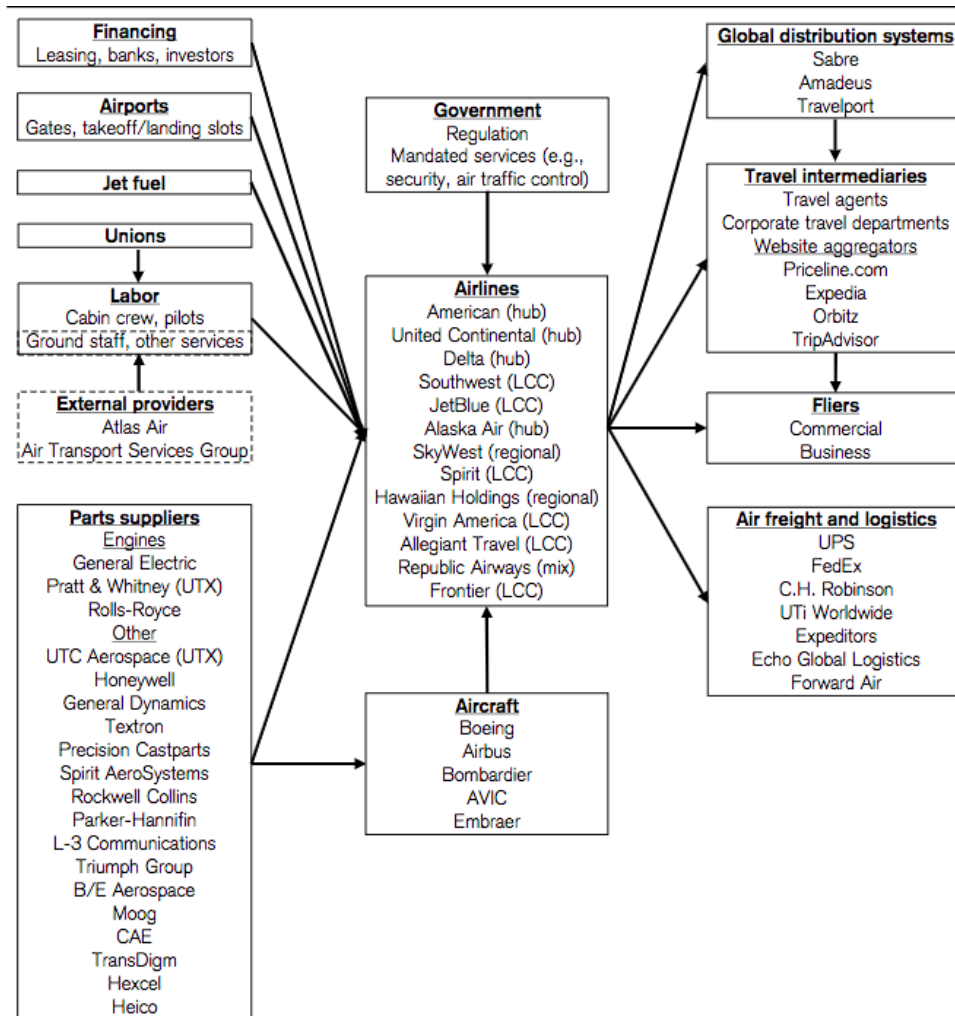 Financing
Leasing, banks, investors
Airports
Gates, takeoff/landing slots
Jet fuel
Unions
Labor
Cabin crew, pilots
Ground staff, other services
External providers
Atlas Air
Air Transport Services Group
Parts suppliers
Engines
General Electric
Pratt & Whitney (UTX)
Rolls-Royce
Other
UTC Aerospace (UTX)
Honeywell
General Dynamics
Textron
Precision Castparts
Spirit AeroSystems
Rockwell Collins
Parker-Hannifin
L-3 Communications
Triumph Group
B/E Aerospace
Moog
CAE
TransDigm
Hexcel
Heico
Government
Regulation
Mandated services (e.g.,
security, air traffic control)
Airlines
American (hub)
United Continental (hub)
Delta (hub)
Southwest (LCC)
JetBlue (LCC)
Alaska Air (hub)
SkyWest (regional)
Spirit (LCC)
Hawaiian Holdings (regional)
Virgin America (LCC)
Allegiant Travel (LCC)
Republic Airways (mix)
Frontier (LCC)
Aircraft
Boeing
Airbus
Bombardier
AVIC
Embraer
Global distribution systems
Sabre
Amadeus
Travelport
Travel intermediaries
Travel agents
Corporate travel departments
Website aggregators
Priceline.com
Expedia
Orbitz
TripAdvisor
Fliers
Commercial
Business
Air freight and logistics
UPS
FedEx
C.H. Robinson
UTi Worldwide
Expeditors
Echo Global Logistics
Forward Air